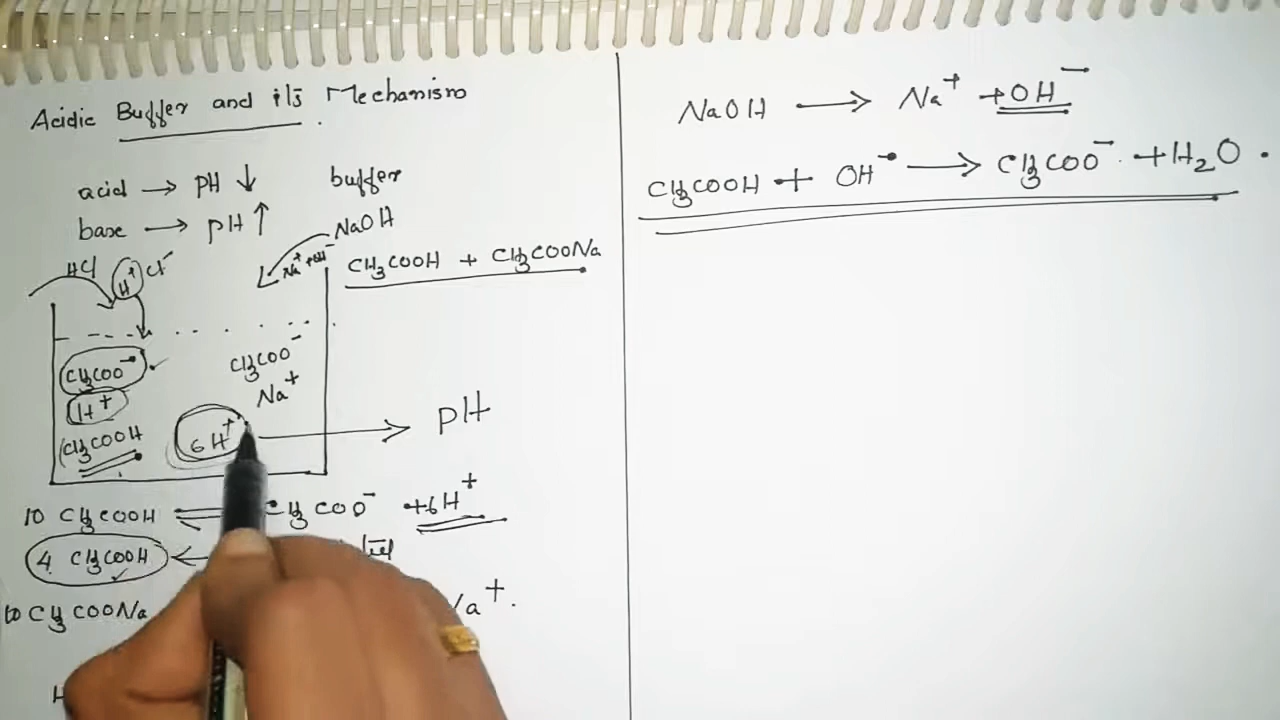 Acidic Buffer and its Mechanism
acid → PH ↓
buffer
base → pH ↑
NaOH
HCl H⁺ Cl⁻
Na⁺ + OH⁻
CH₃COOH + CH₃COONa
CH₃COO⁻
H⁺
CH₃COOH
CH₃COO⁻
Na⁺
6H⁺ → pH
10 CH₃COOH ⇌ CH₃COO⁻ + 6H⁺
4 CH₃COOH ←
10 CH₃COONa
Na⁺.
H
NaOH → Na⁺ + OH⁻
CH₃COOH + OH⁻ → CH₃COO⁻ + H₂O.